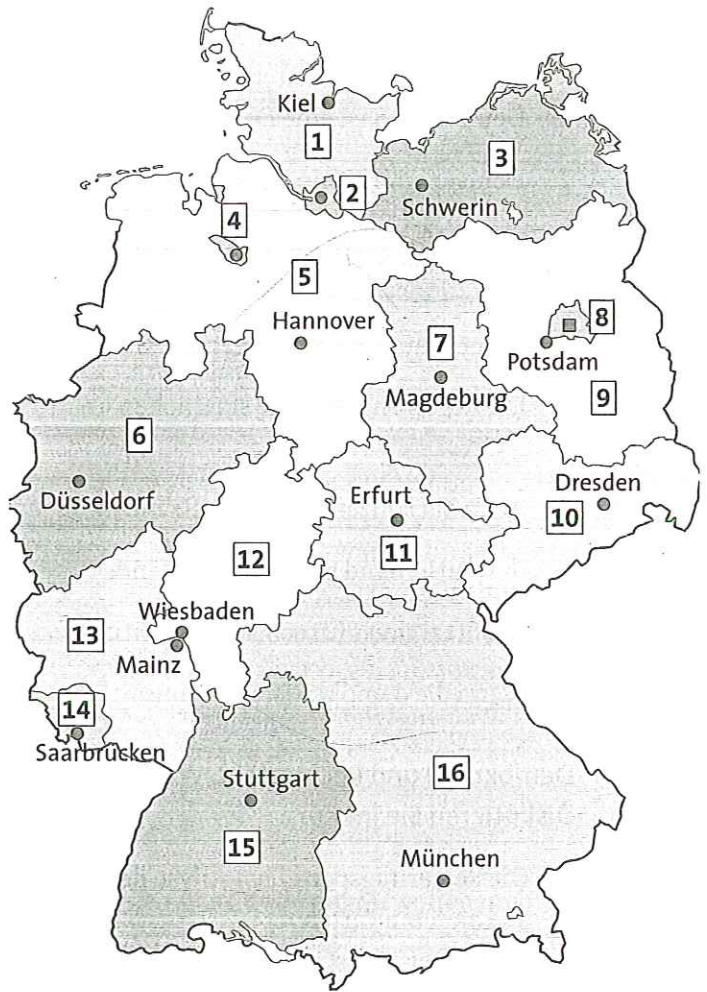 Kiel
1
3
2
Schwerin
4
5
8
Hannover
7
Potsdam
Magdeburg
9
6
Düsseldorf
Erfurt
Dresden
10
11
12
Wiesbaden
13
Mainz
14
Saarbrücken
16
Stuttgart
15
München